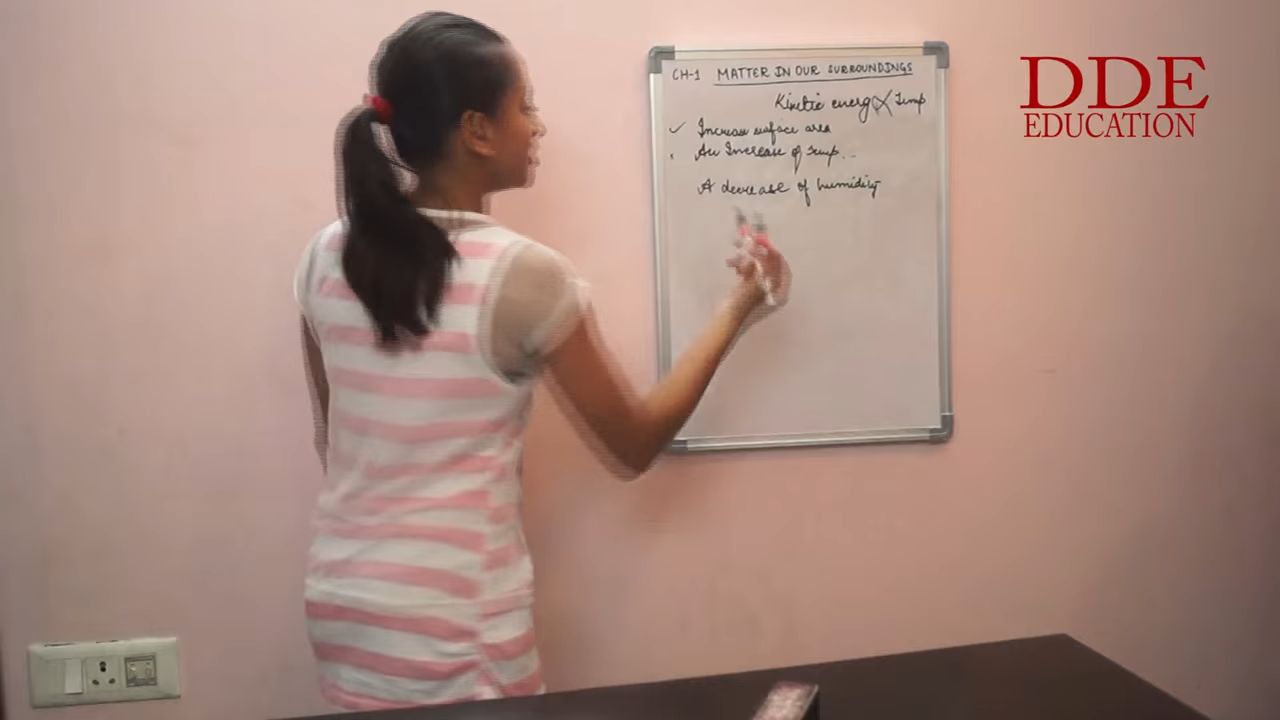 CH-1 MATTER IN OUR SURROUNDINGS
Kinetic energy ∝ Temp
Increase surface area
An Increase of temp..
A decrease of humidity
DDE
EDUCATION